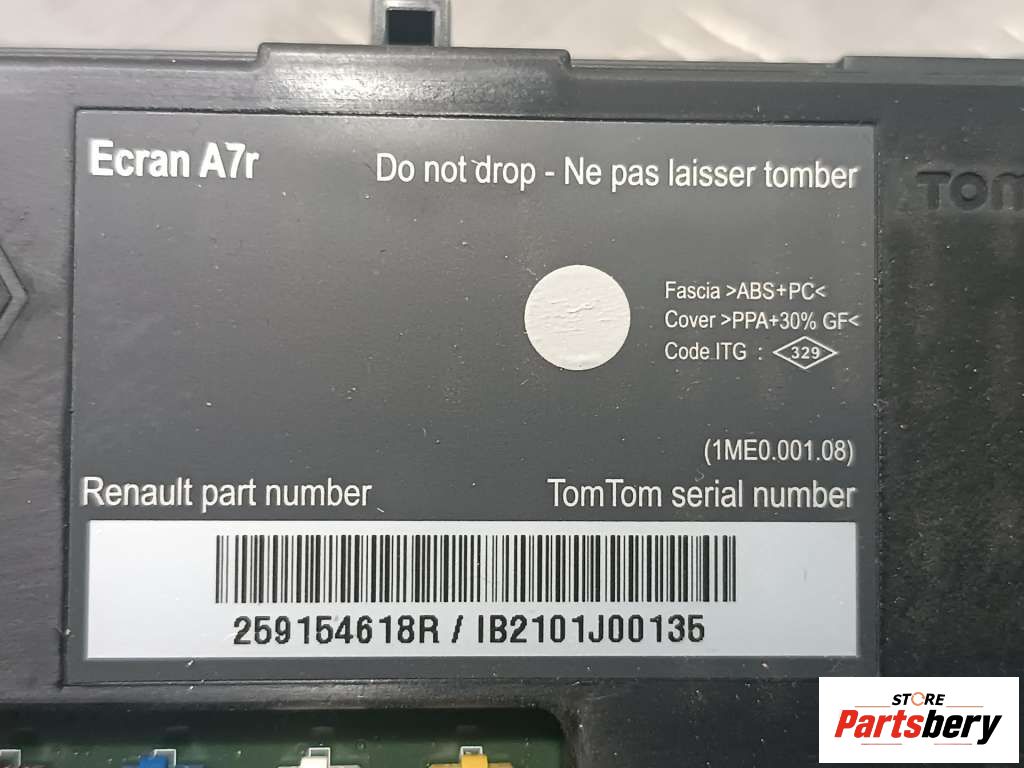 Ecran A7r
Do not drop - Ne pas laisser tomber
TOM
Fascia >ABS+PC<
Cover >PPA+30% GF<
Code ITG : 329
(1ME0.001.08)
Renault part number
TomTom serial number
259154618R / IB2101J00135
STORE
Partsbery